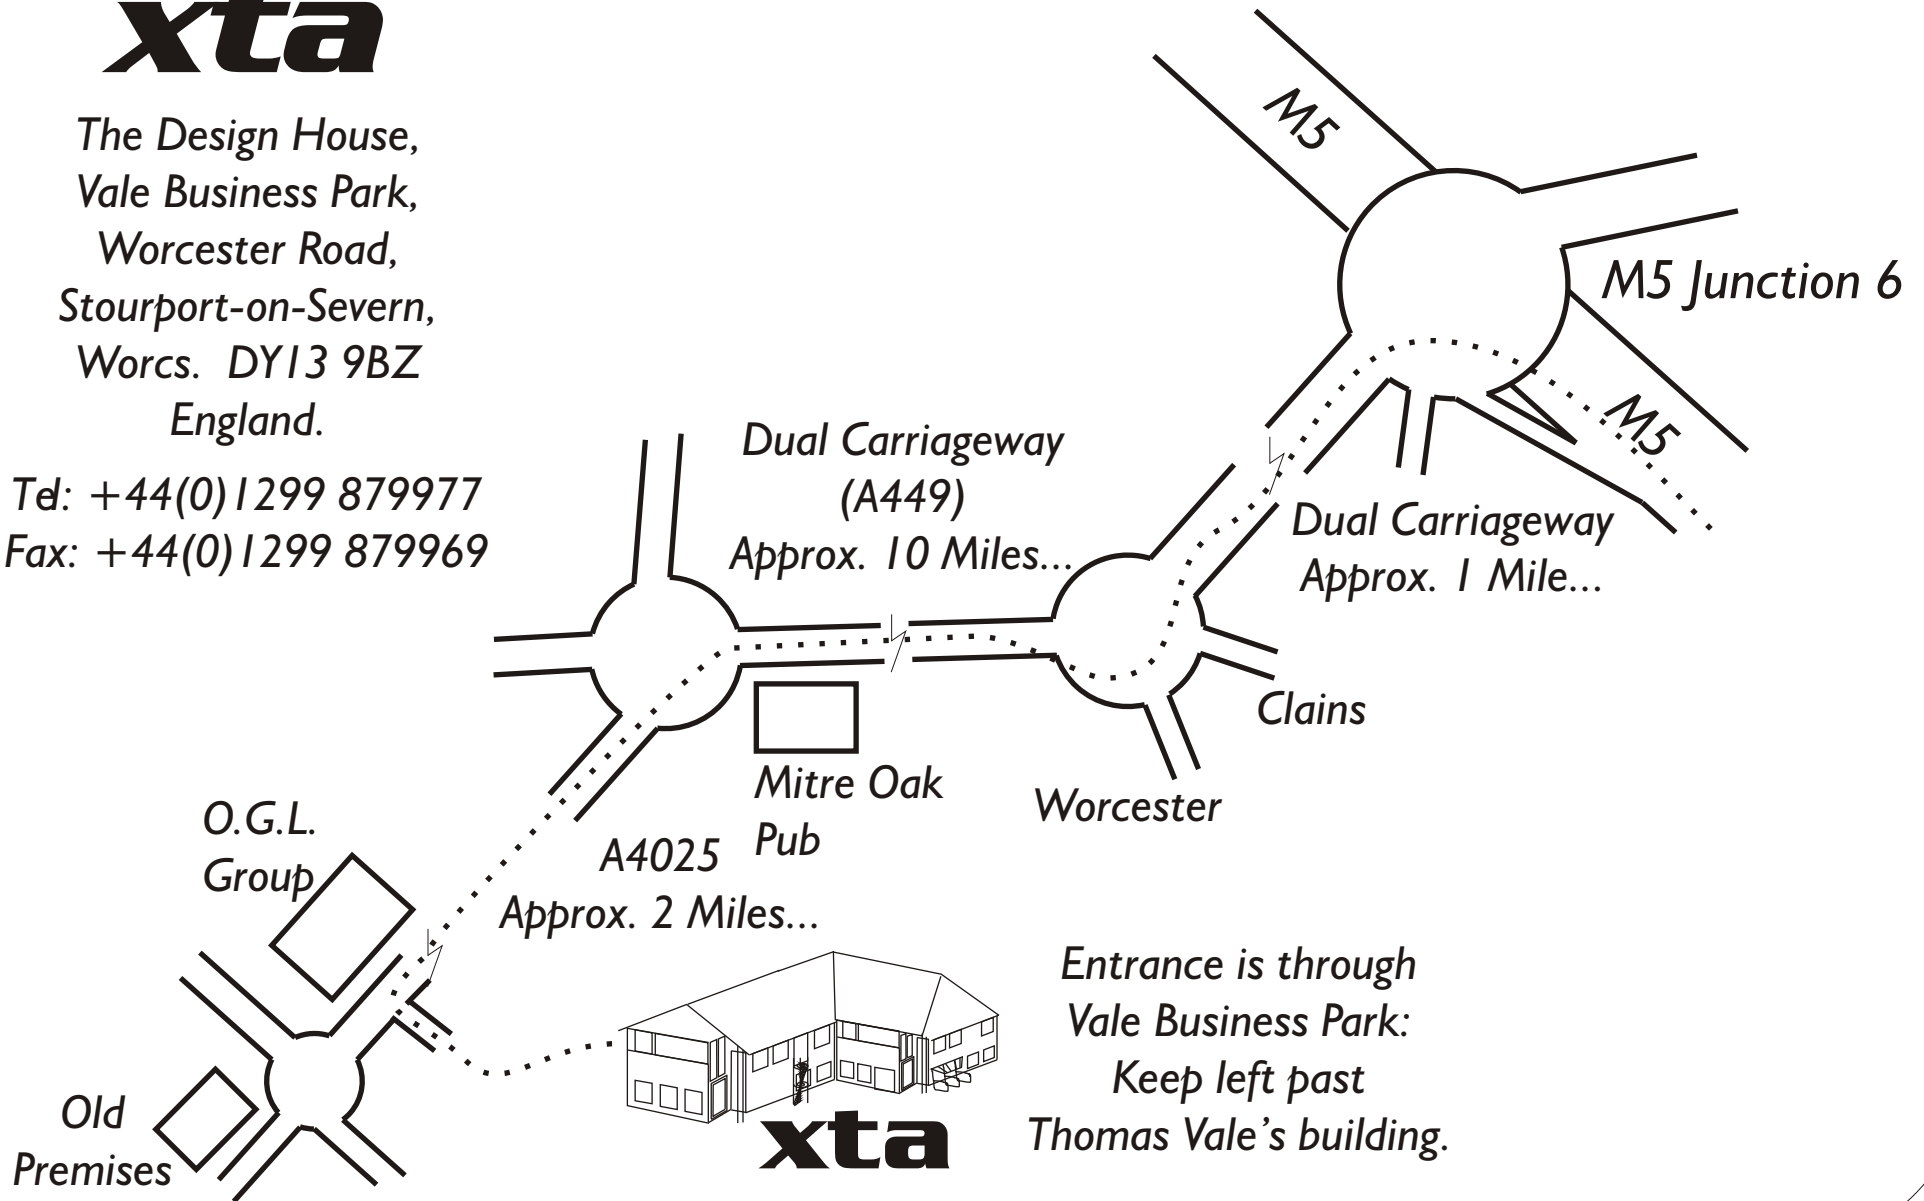 xta
The Design House,
Vale Business Park,
Worcester Road,
Stourport-on-Severn,
Worcs. DY13 9BZ
England.
Tel: +44(0)1299 879977
Fax: +44(0)1299 879969
M5
M5 Junction 6
M5
Dual Carriageway
(A449)
Approx. 10 Miles...
Dual Carriageway
Approx. 1 Mile...
Clains
Worcester
Mitre Oak
Pub
A4025
Approx. 2 Miles...
O.G.L.
Group
Old
Premises
xta
Entrance is through
Vale Business Park:
Keep left past
Thomas Vale's building.